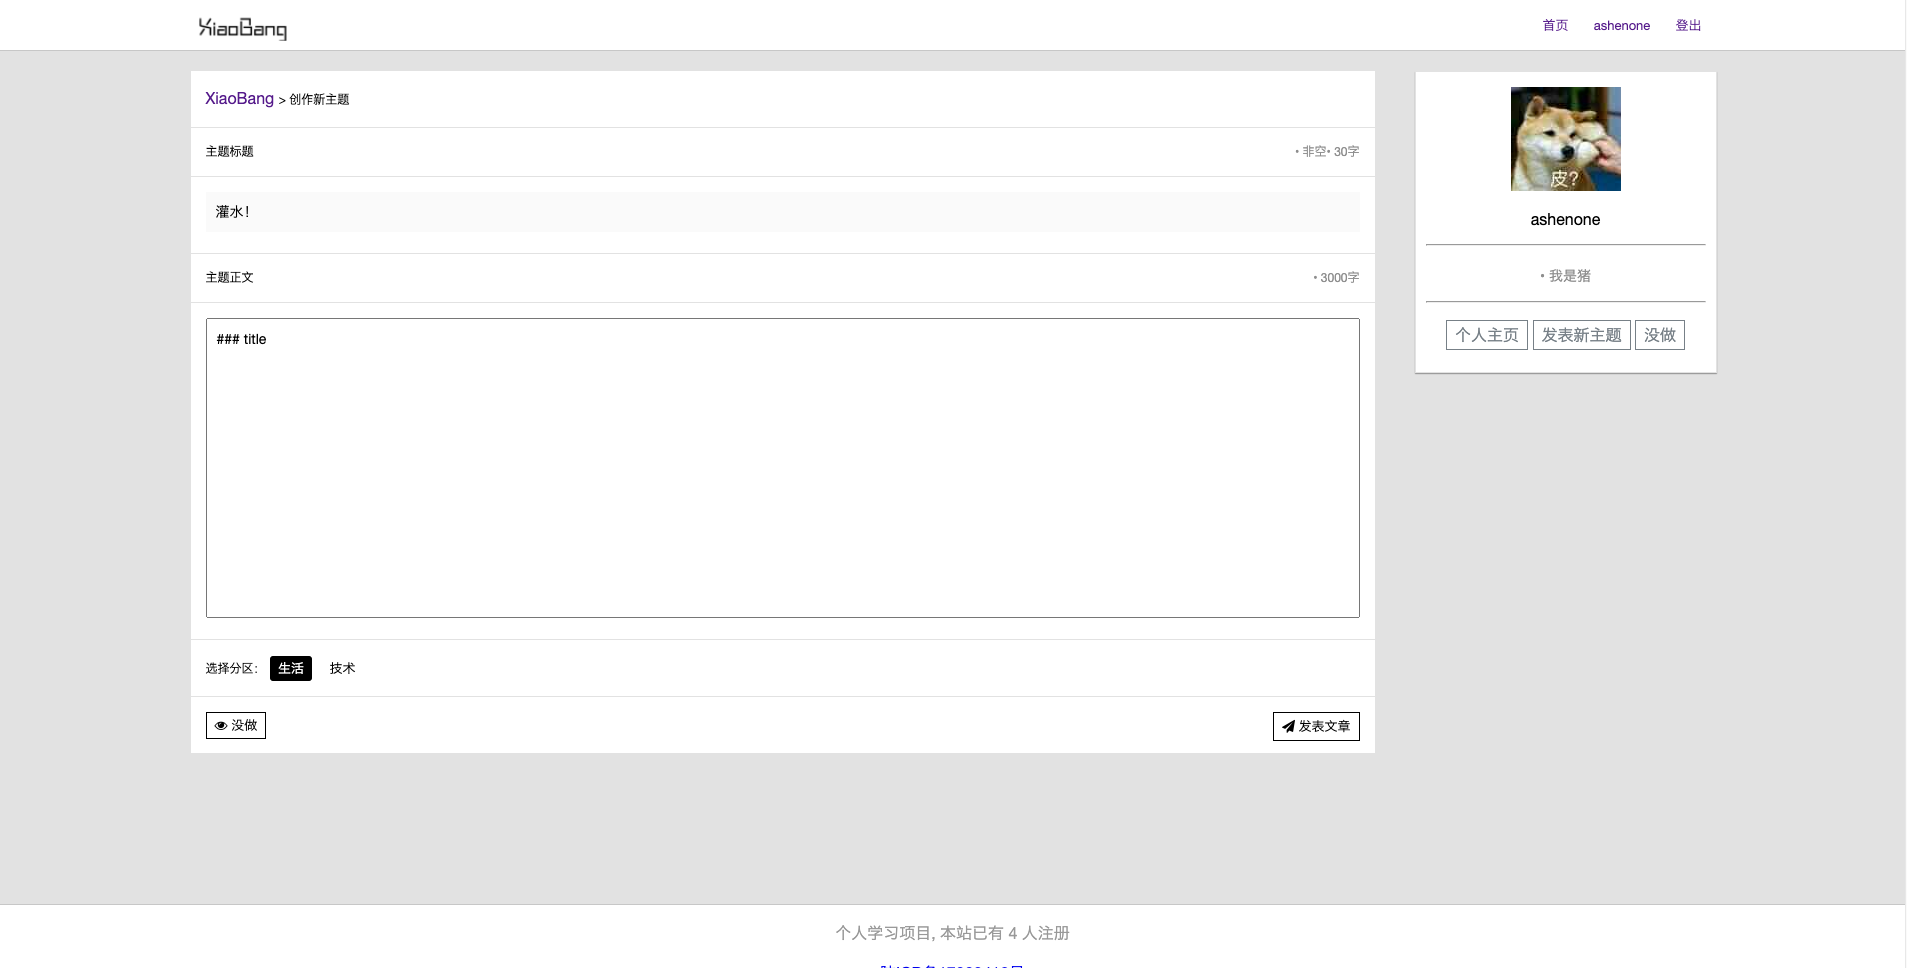 XiaoBang
首页 ashenone 登出
XiaoBang > 创作新主题
主题标题
• 非空• 30字
灌水！
主题正文
• 3000字
### title
选择分区： 生活 技术
没做
发表文章
皮?
ashenone
• 我是猪
个人主页 发表新主题 没做
个人学习项目, 本站已有 4 人注册